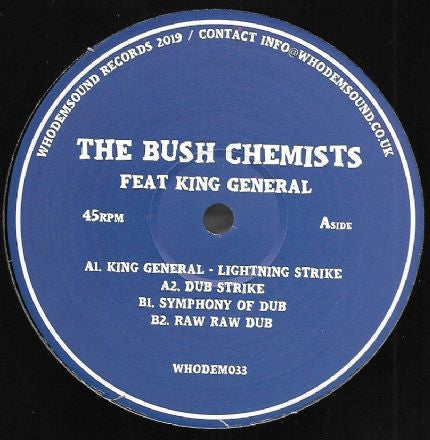 WHODEMSOUND RECORDS 2019 / CONTACT INFO@WHODEMSOUND.CO.UK
THE BUSH CHEMISTS
FEAT KING GENERAL
45RPM
ASIDE
A1. KING GENERAL - LIGHTNING STRIKE
A2. DUB STRIKE
B1. SYMPHONY OF DUB
B2. RAW RAW DUB
WHODEM033